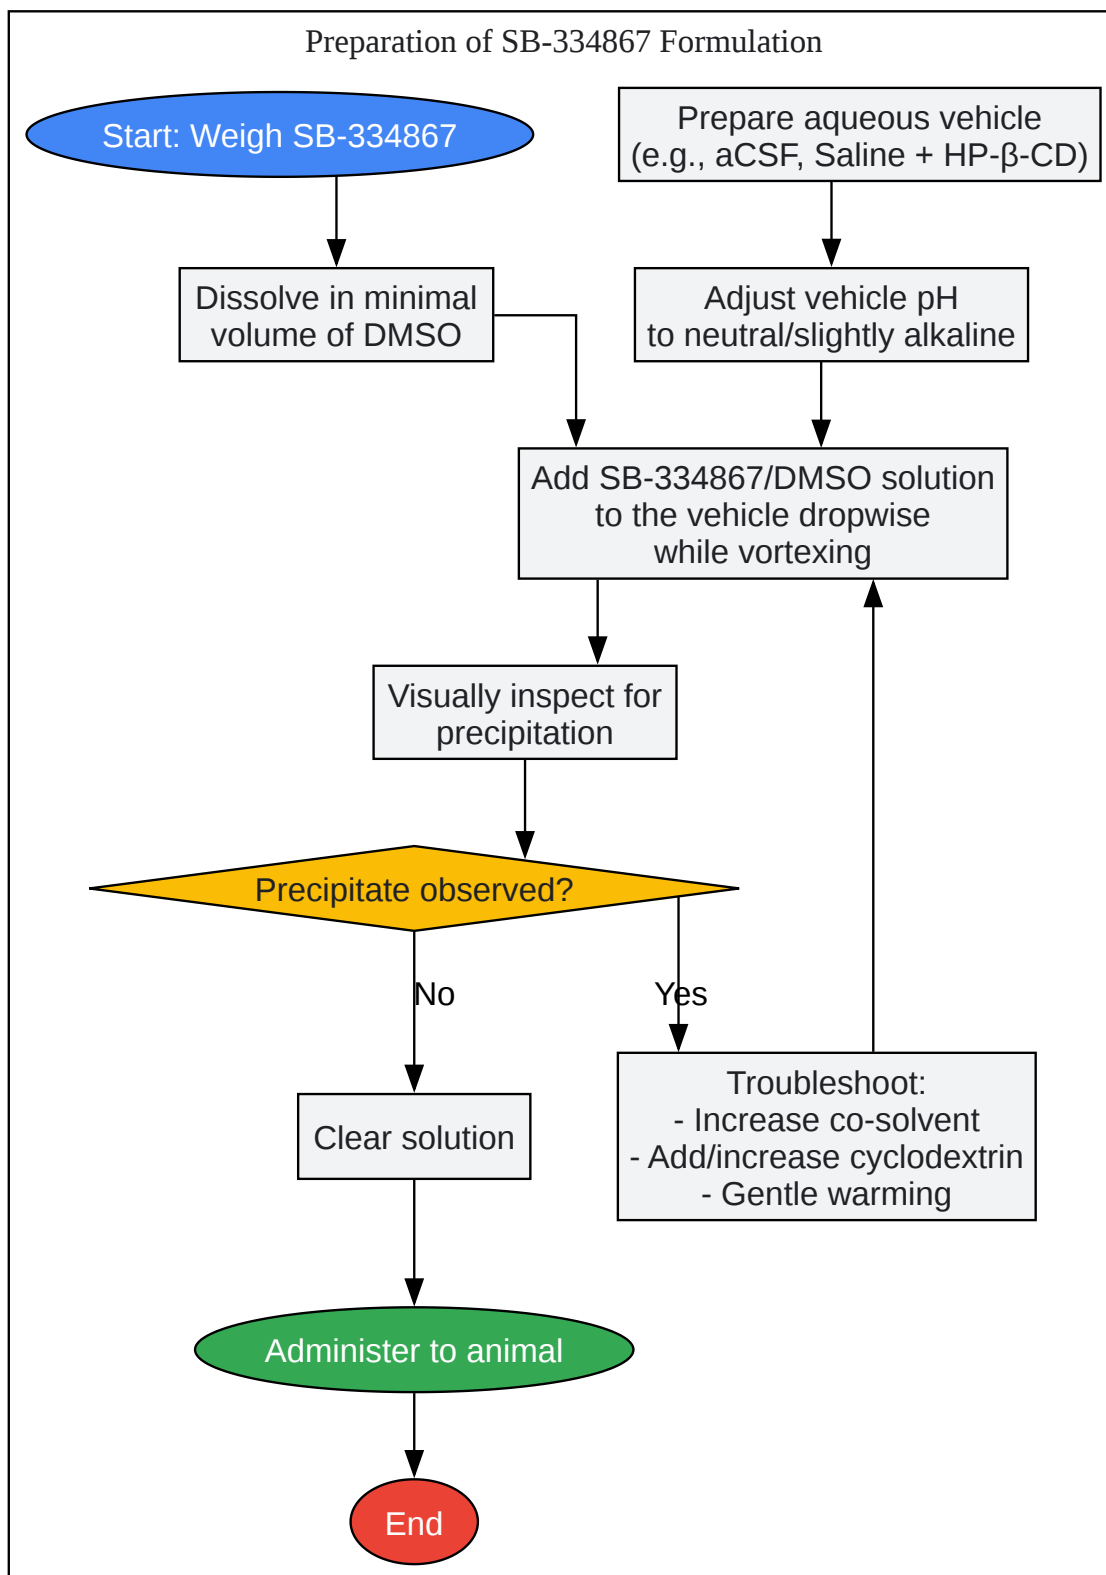 Preparation of SB-334867 Formulation
Start: Weigh SB-334867
Prepare aqueous vehicle
(e.g., aCSF, Saline + HP-β-CD)
Dissolve in minimal
volume of DMSO
Adjust vehicle pH
to neutral/slightly alkaline
Add SB-334867/DMSO solution
to the vehicle dropwise
while vortexing
Visually inspect for
precipitation
Precipitate observed?
No
Yes
Clear solution
Troubleshoot:
- Increase co-solvent
- Add/increase cyclodextrin
- Gentle warming
Administer to animal
End